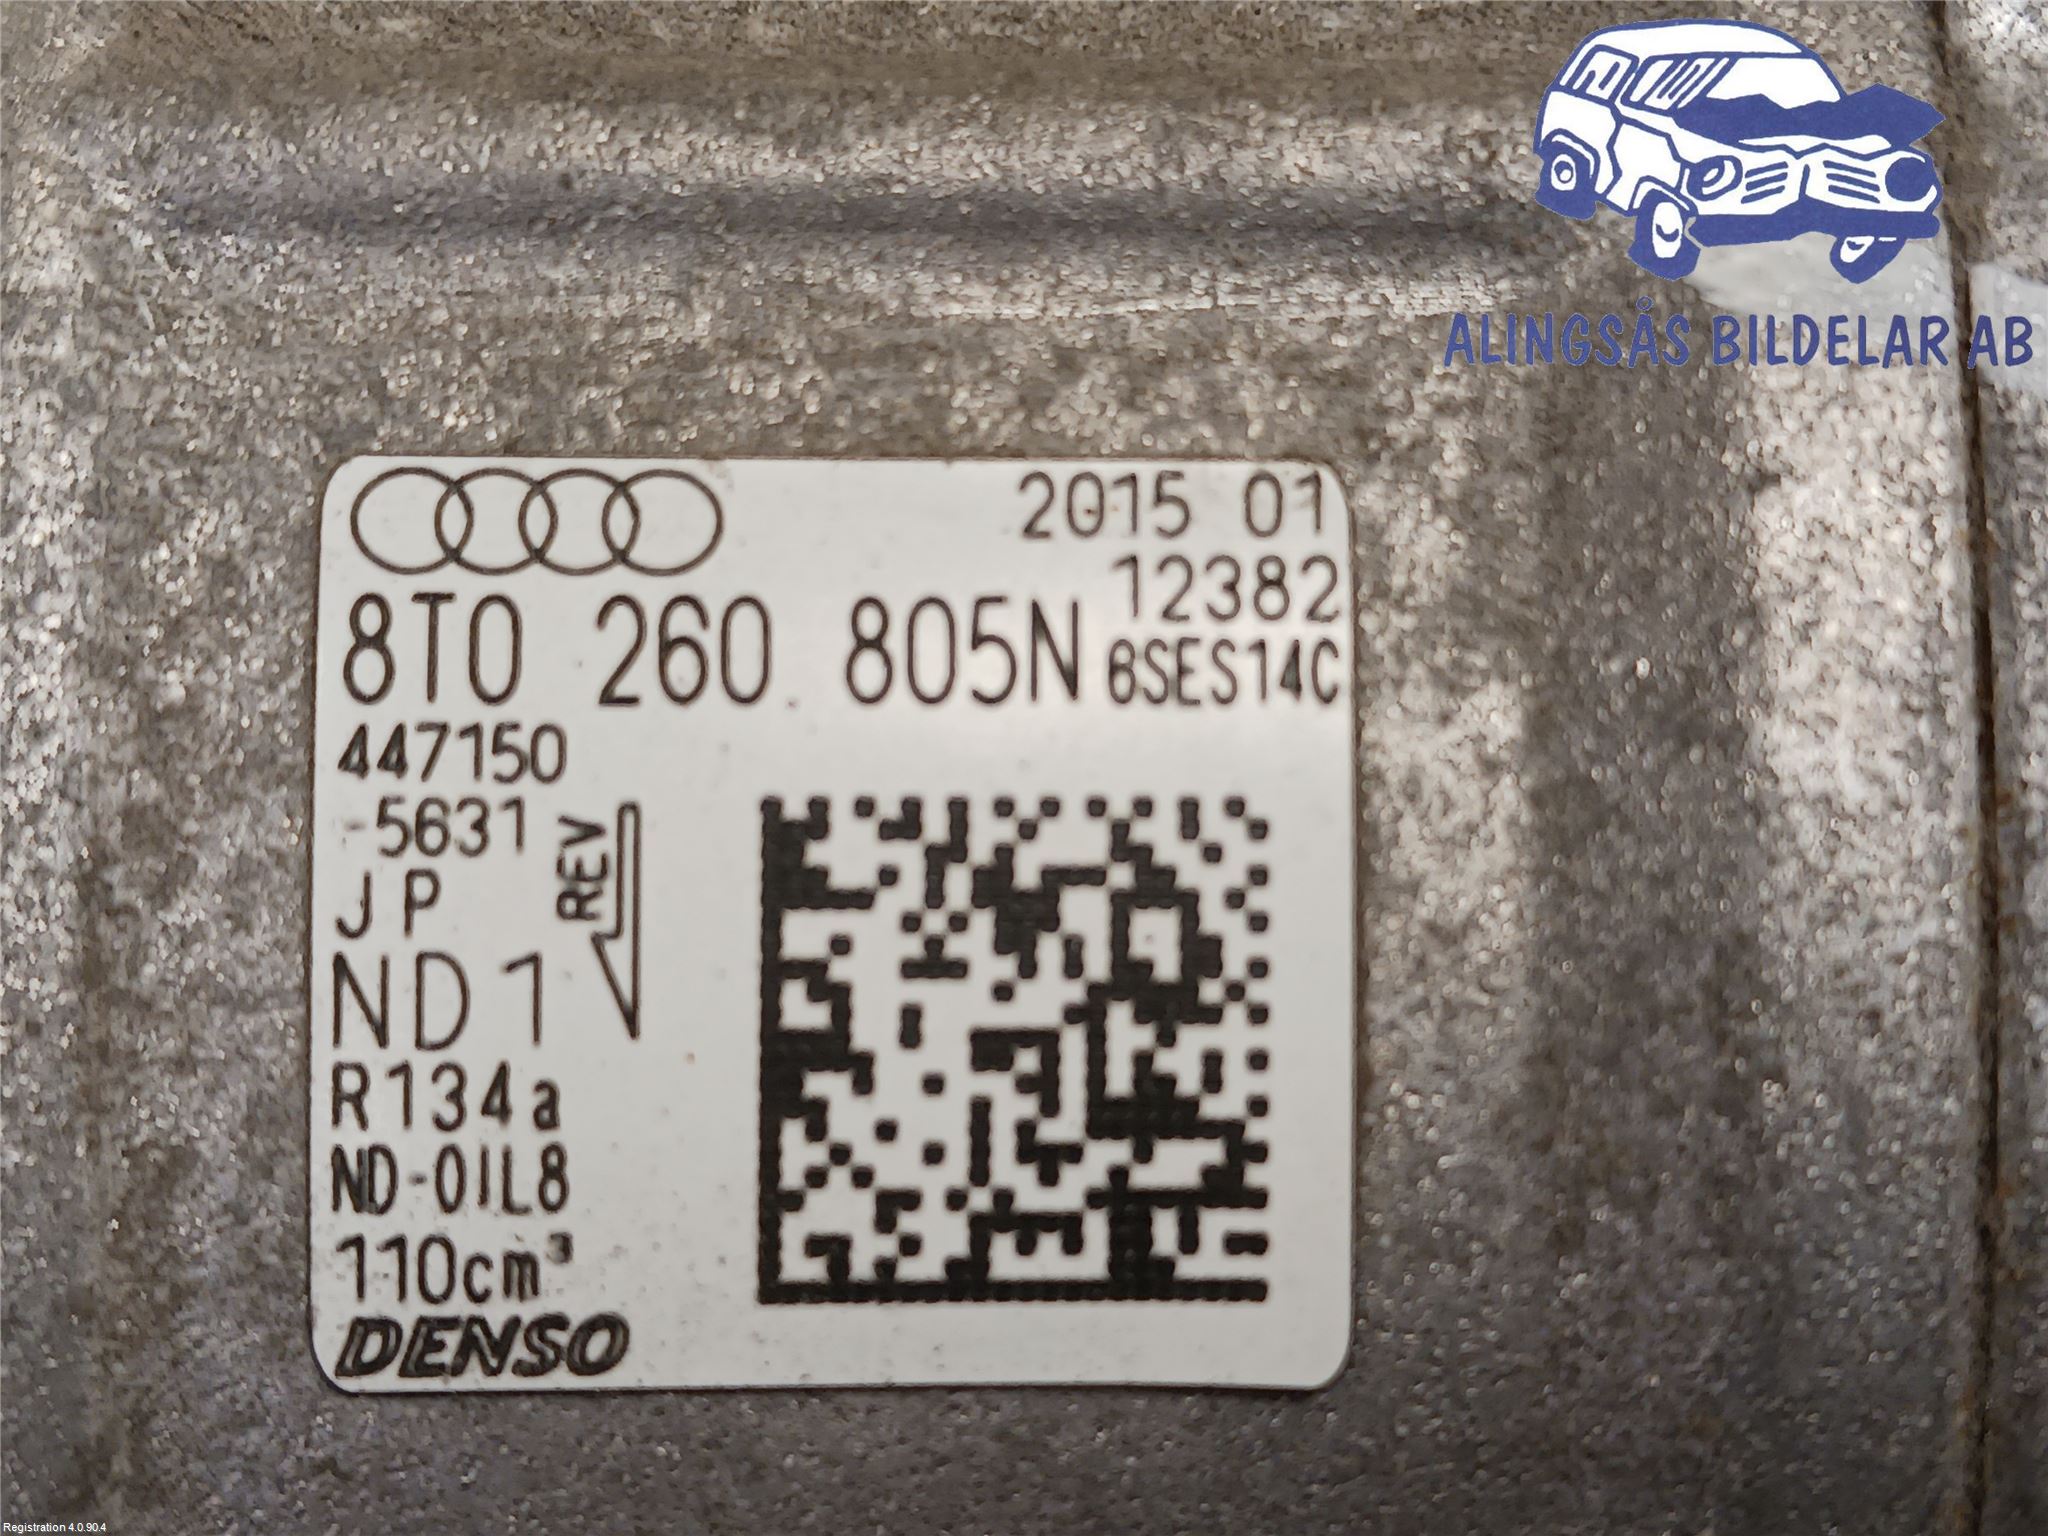 ALINGSÅS BILDELAR AB
2015 01
12382
8T0 260 805N 6SES14C
447150
-5631
REV
JP
ND1
R134a
ND-OIL8
110cm³
DENSO
Registration 4.0.90.4